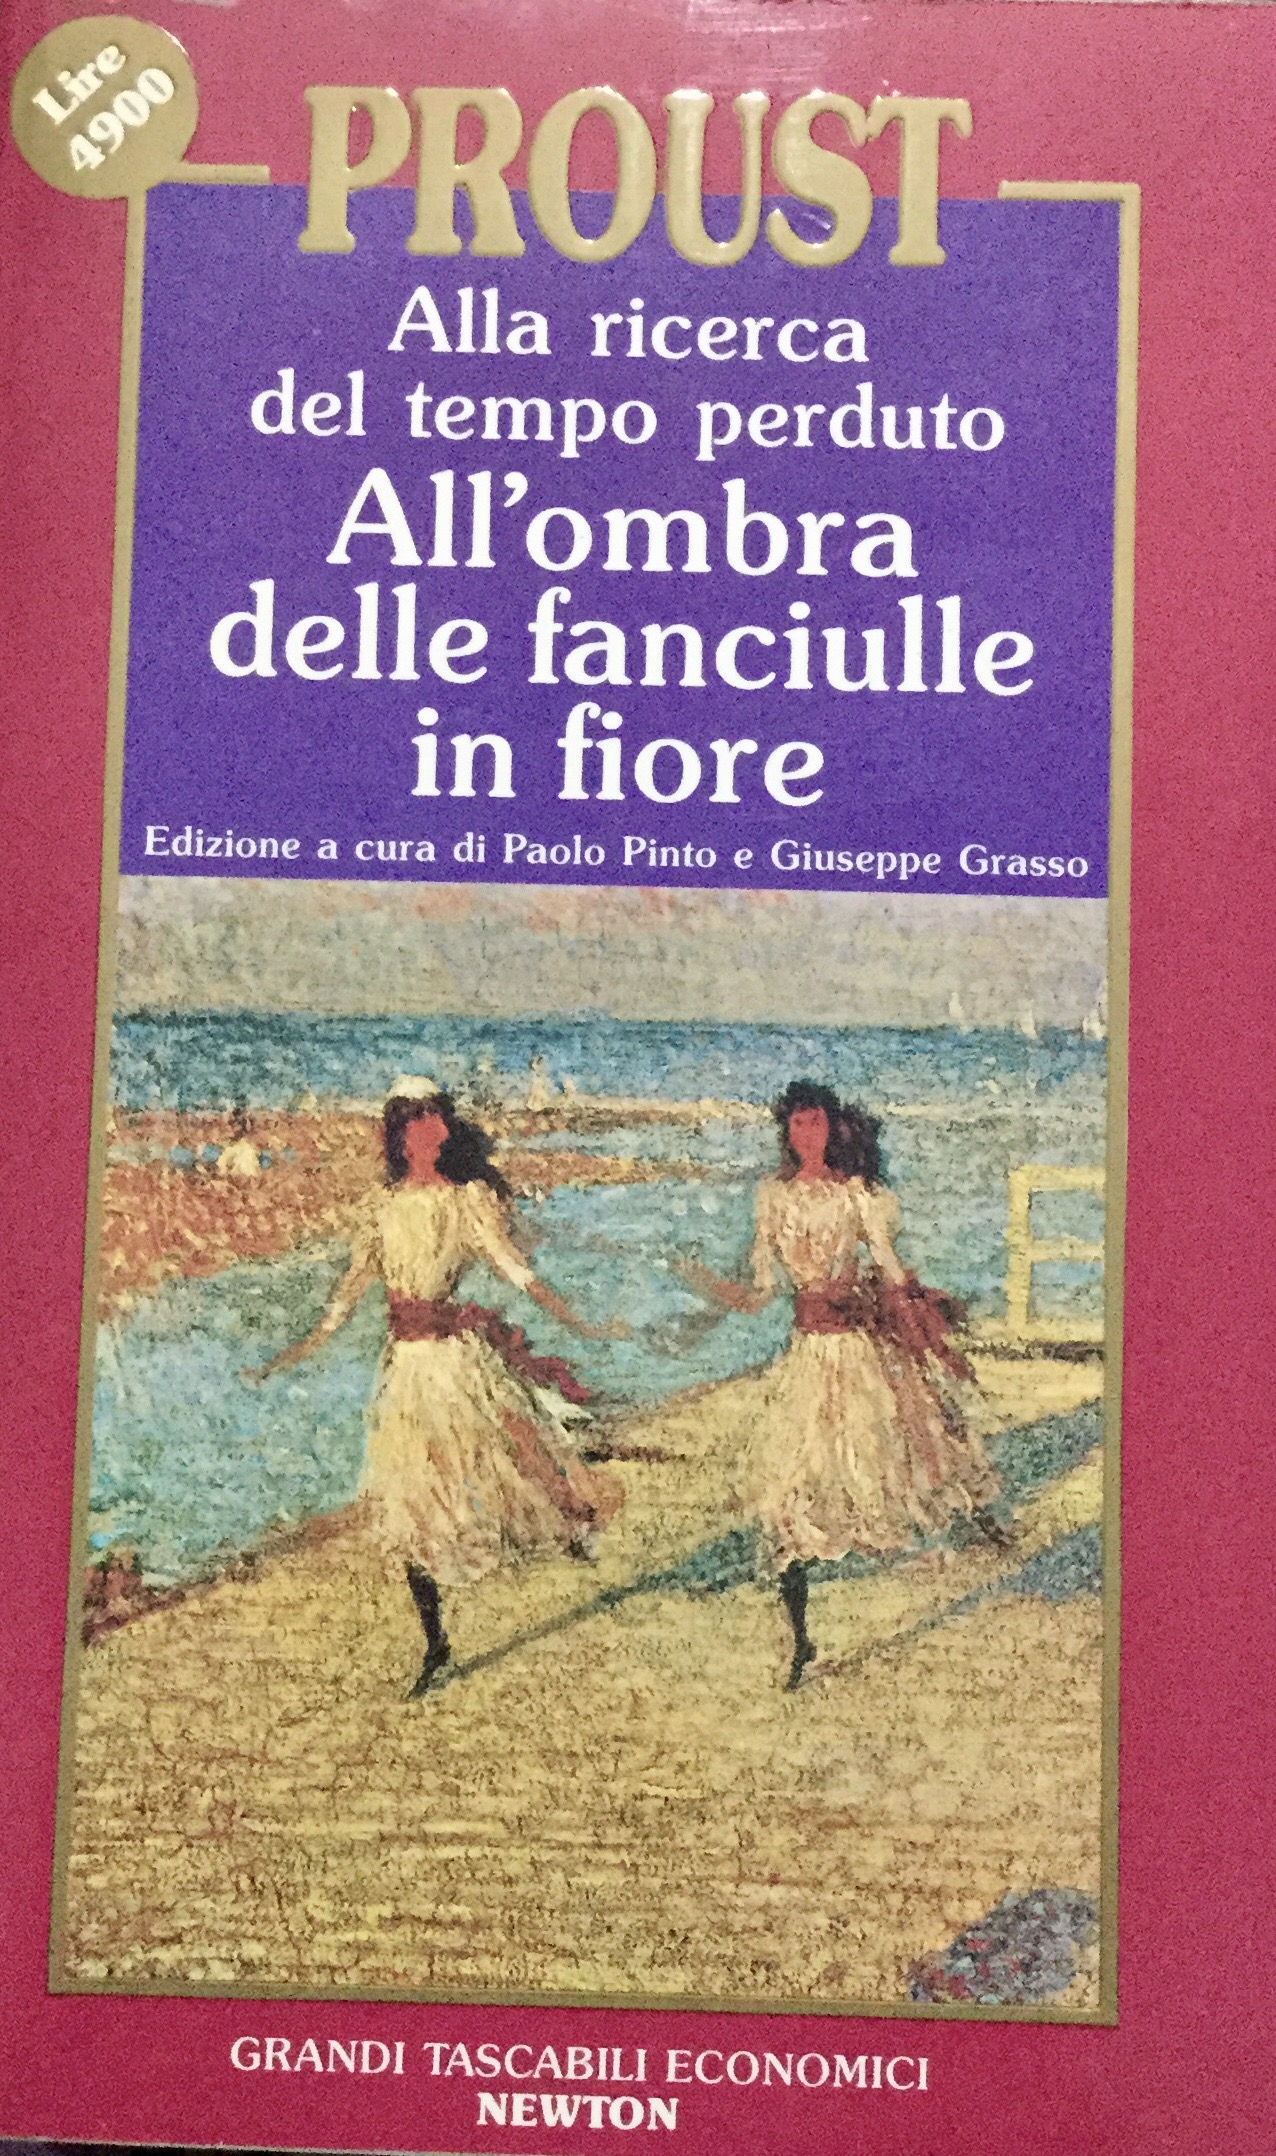 Lire
4900
PROUST
Alla ricerca
del tempo perduto
All'ombra
delle fanciulle
in fiore
Edizione a cura di Paolo Pinto e Giuseppe Grasso
GRANDI TASCABILI ECONOMICI
NEWTON